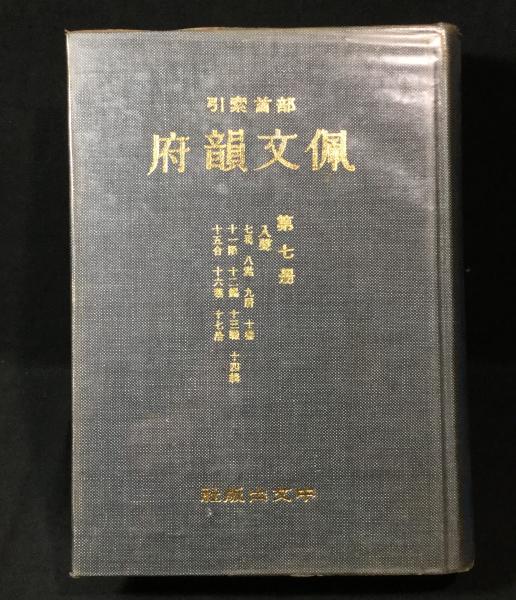 部首索引
佩文韻府
第七冊
入聲
七曷 八黠 九屑 十藥
十一陌 十二錫 十三職 十四緝
十五合 十六葉 十七洽
中文出版社